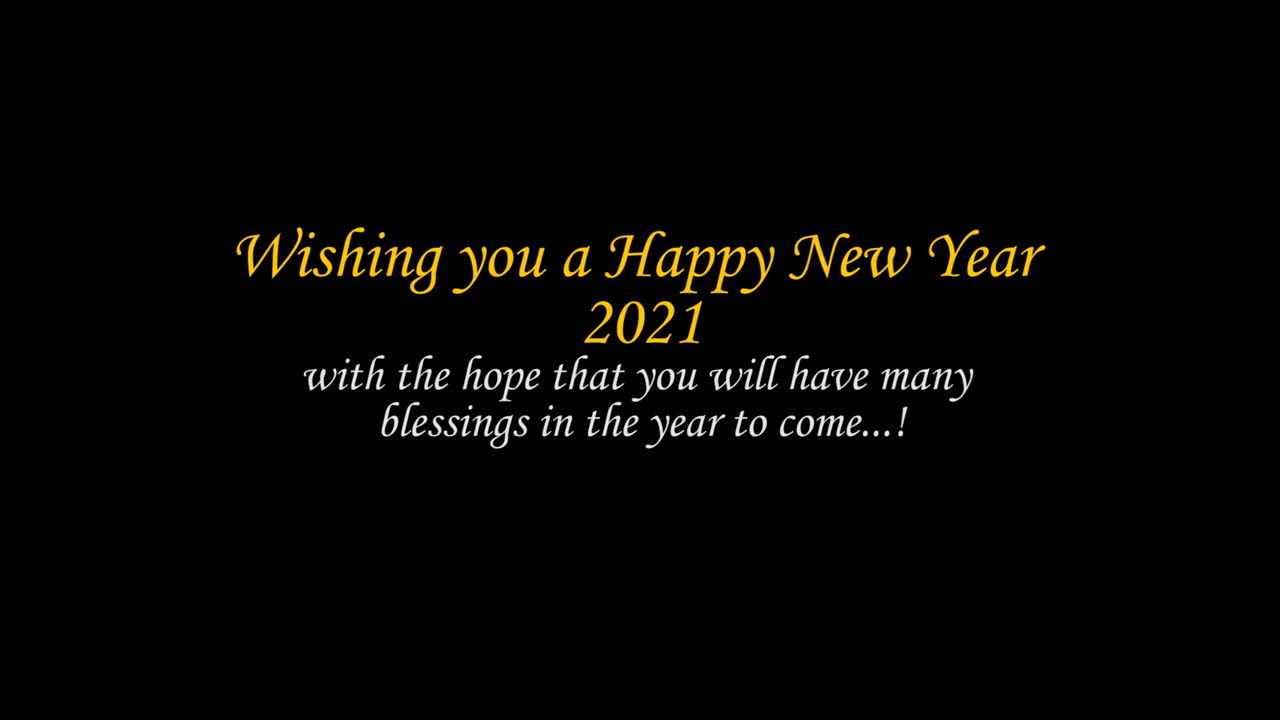 Wishing you a Happy New Year
2021
with the hope that you will have many
blessings in the year to come...!